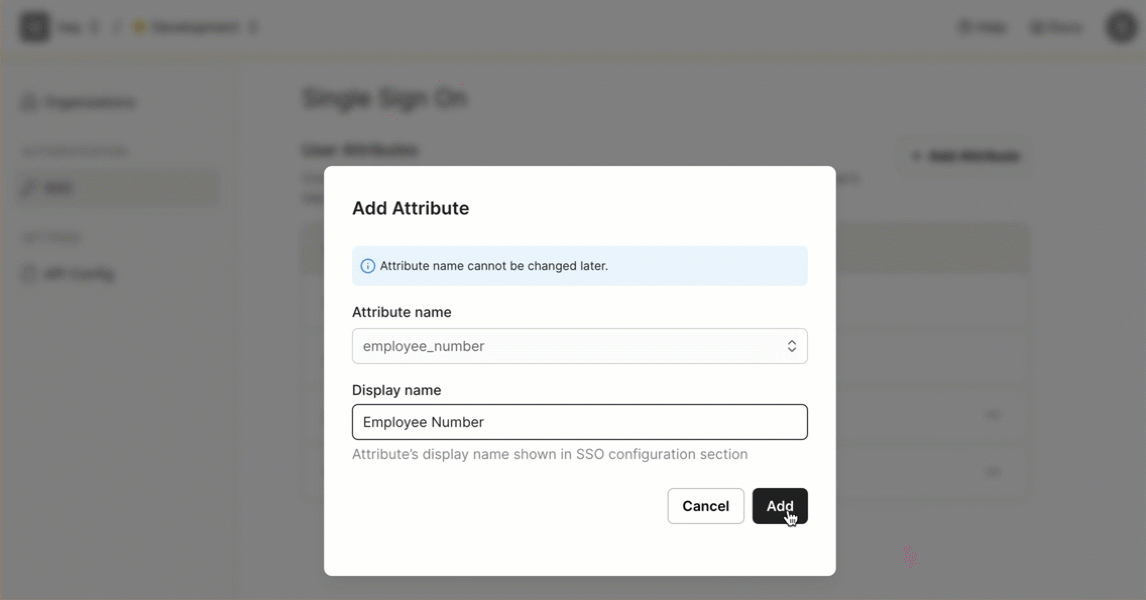 Development
Help
Docs
Organizations
Single Sign On
User Attributes
+ Add Attribute
SSO
API Config
Add Attribute
Attribute name cannot be changed later.
Attribute name
employee_number
Display name
Employee Number
Attribute's display name shown in SSO configuration section
Cancel
Add